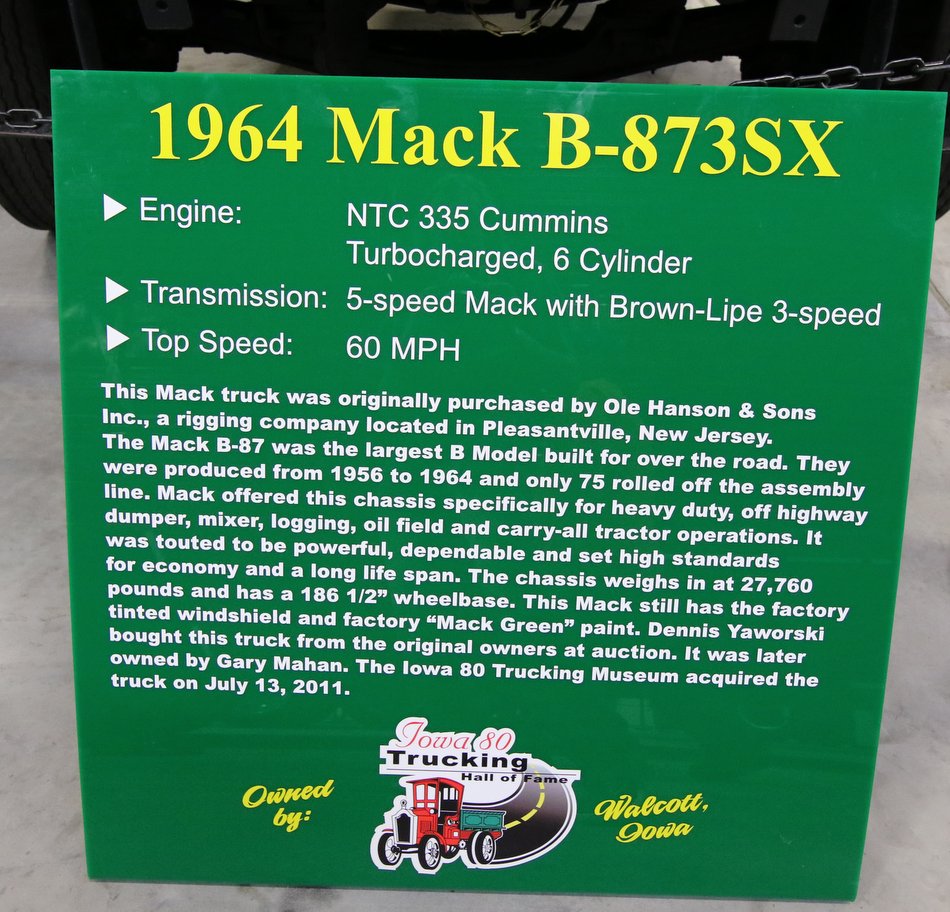 1964 Mack B-873SX
Engine: NTC 335 Cummins
Turbocharged, 6 Cylinder
Transmission: 5-speed Mack with Brown-Lipe 3-speed
Top Speed: 60 MPH
This Mack truck was originally purchased by Ole Hanson & Sons
Inc., a rigging company located in Pleasantville, New Jersey.
The Mack B-87 was the largest B Model built for over the road. They
were produced from 1956 to 1964 and only 75 rolled off the assembly
line. Mack offered this chassis specifically for heavy duty, off highway
dumper, mixer, logging, oil field and carry-all tractor operations. It
was touted to be powerful, dependable and set high standards
for economy and a long life span. The chassis weighs in at 27,760
pounds and has a 186 1/2” wheelbase. This Mack still has the factory
tinted windshield and factory “Mack Green” paint. Dennis Yaworski
bought this truck from the original owners at auction. It was later
owned by Gary Mahan. The Iowa 80 Trucking Museum acquired the
truck on July 13, 2011.
Iowa 80
Trucking
Hall of Fame
Owned
by:
Walcott,
Iowa